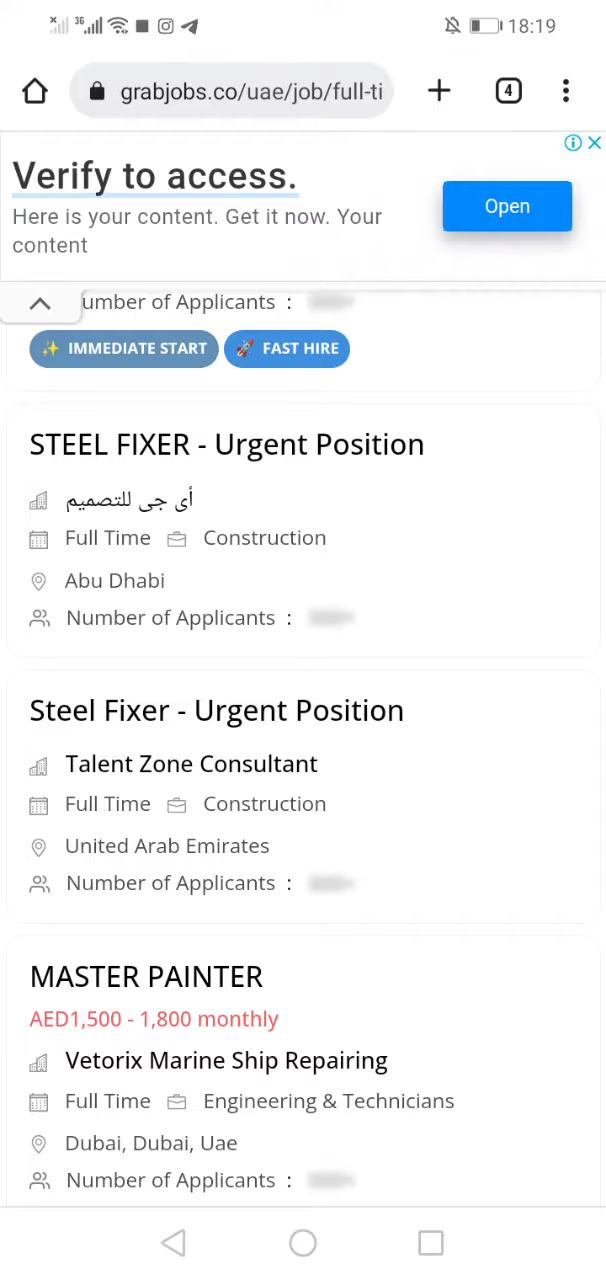 3G
18:19
grabjobs.co/uae/job/full-ti
4
Verify to access.
Here is your content. Get it now. Your
content
Open
umber of Applicants :
✨ IMMEDIATE START
🚀 FAST HIRE
STEEL FIXER - Urgent Position
أى جى للتصميم
Full Time Construction
Abu Dhabi
Number of Applicants :
Steel Fixer - Urgent Position
Talent Zone Consultant
Full Time Construction
United Arab Emirates
Number of Applicants :
MASTER PAINTER
AED1,500 - 1,800 monthly
Vetorix Marine Ship Repairing
Full Time Engineering & Technicians
Dubai, Dubai, Uae
Number of Applicants :